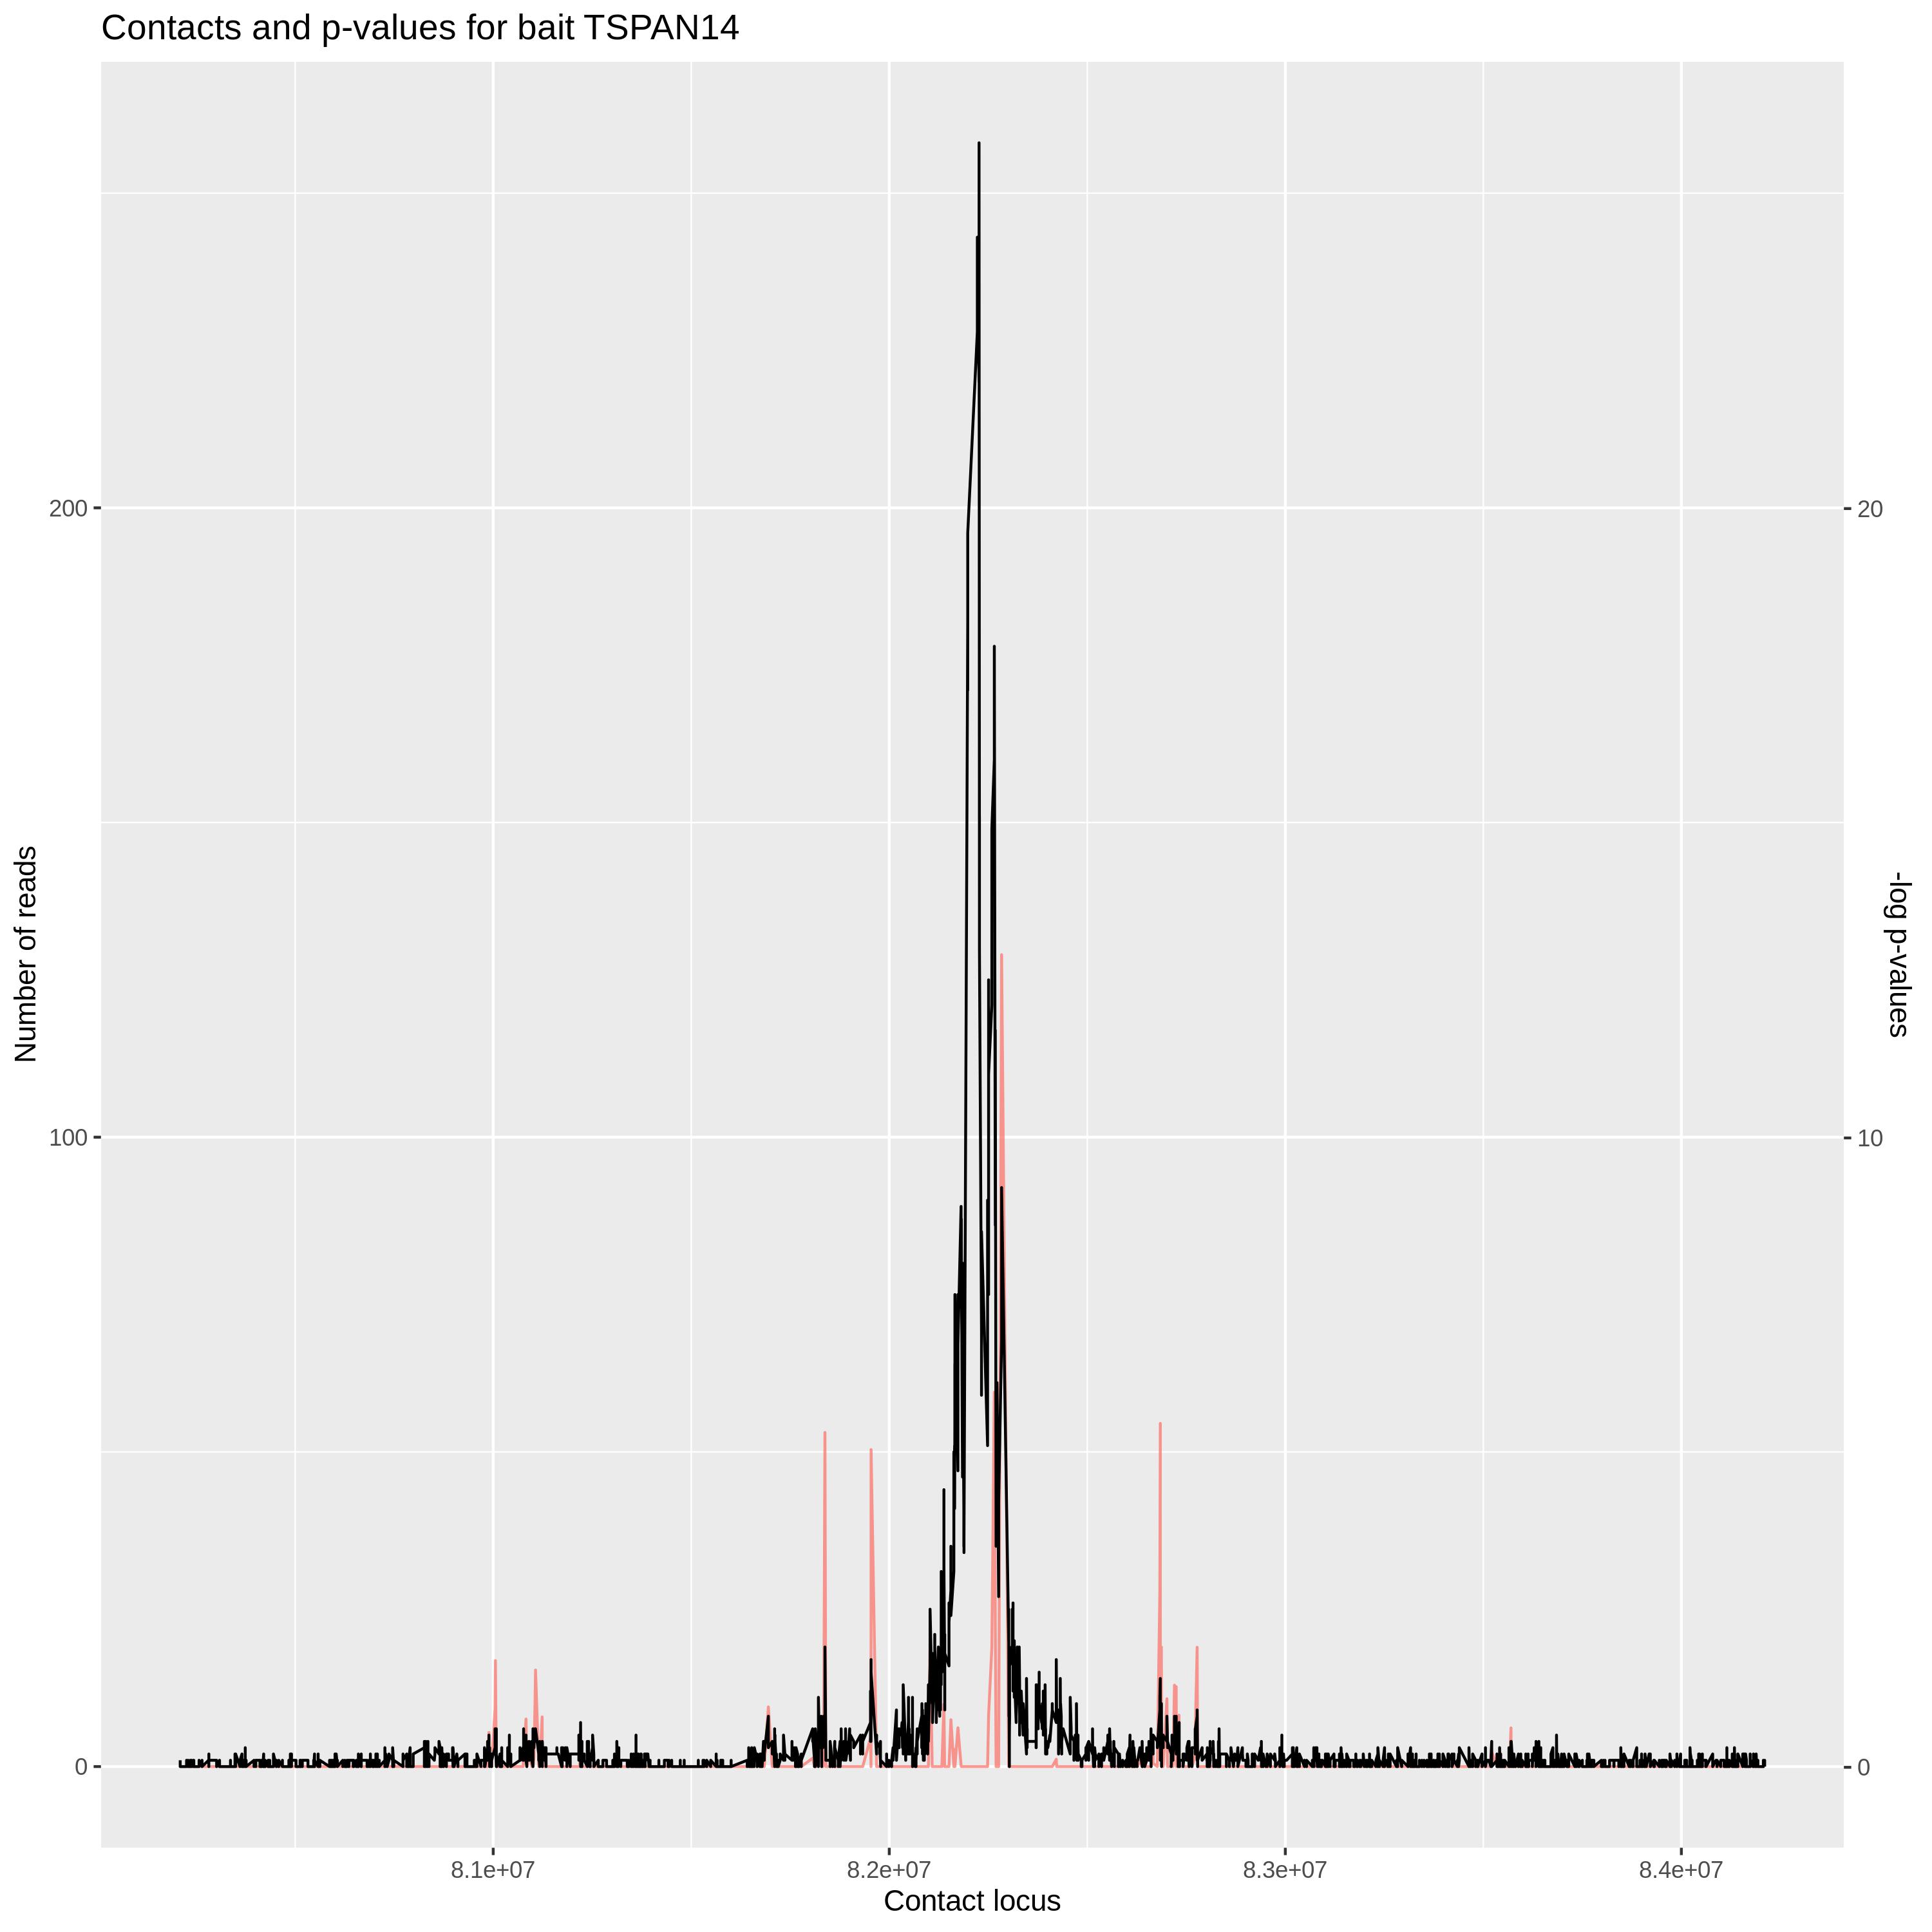 Contacts and p-values for bait TSPAN14
Number of reads
200
100
0
20
10
0
-log p-values
8.1e+07
8.2e+07
8.3e+07
8.4e+07
Contact locus